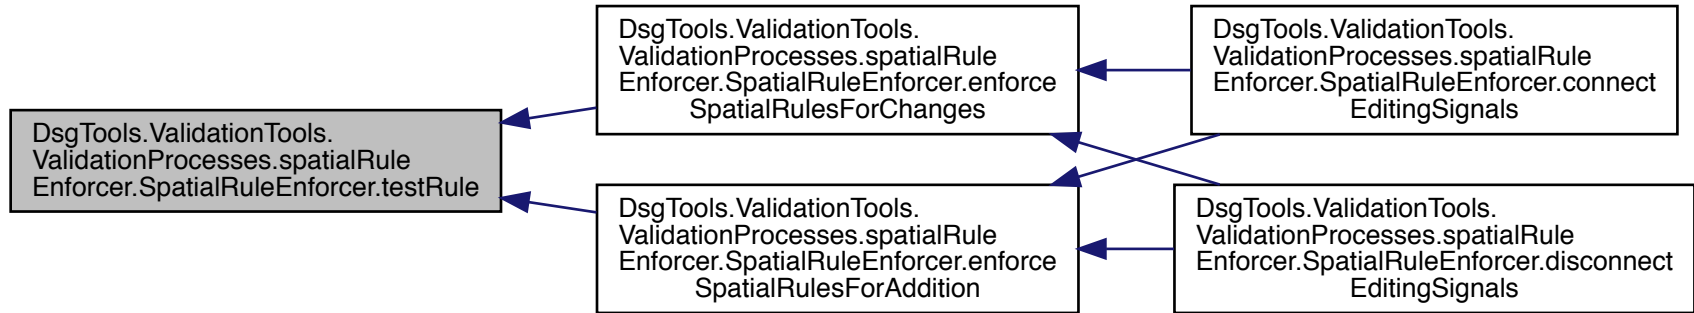 DsgTools.ValidationTools.
ValidationProcesses.spatialRule
Enforcer.SpatialRuleEnforcer.testRule
DsgTools.ValidationTools.
ValidationProcesses.spatialRule
Enforcer.SpatialRuleEnforcer.enforce
SpatialRulesForChanges
DsgTools.ValidationTools.
ValidationProcesses.spatialRule
Enforcer.SpatialRuleEnforcer.enforce
SpatialRulesForAddition
DsgTools.ValidationTools.
ValidationProcesses.spatialRule
Enforcer.SpatialRuleEnforcer.connect
EditingSignals
DsgTools.ValidationTools.
ValidationProcesses.spatialRule
Enforcer.SpatialRuleEnforcer.disconnect
EditingSignals